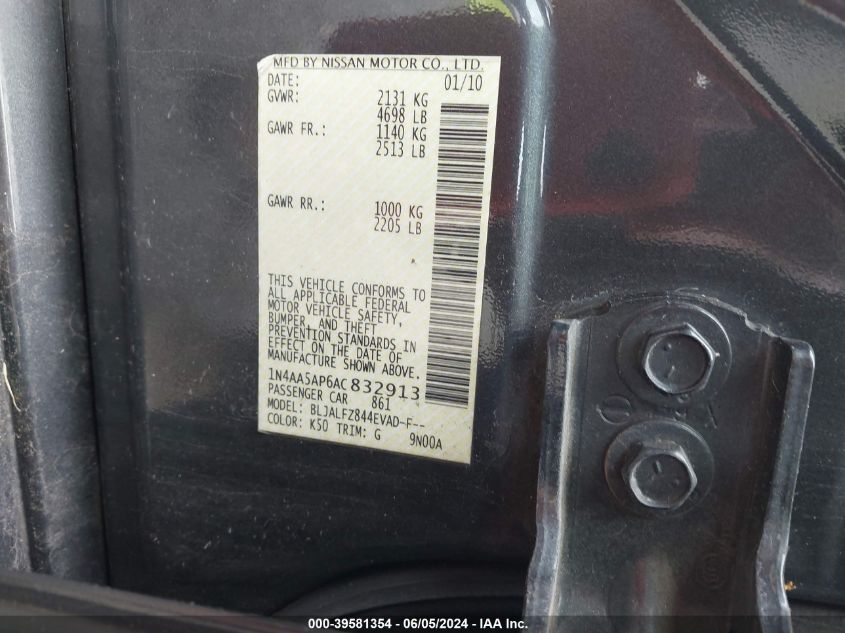 MFD BY NISSAN MOTOR CO., LTD.
DATE: 01/10
GVWR: 2131 KG
4698 LB
GAWR FR.: 1140 KG
2513 LB
GAWR RR.: 1000 KG
2205 LB
THIS VEHICLE CONFORMS TO
ALL APPLICABLE FEDERAL
MOTOR VEHICLE SAFETY,
BUMPER, AND THEFT
PREVENTION STANDARDS IN
EFFECT ON THE DATE OF
MANUFACTURE SHOWN ABOVE.
1N4AA5AP6AC832913
PASSENGER CAR 861
MODEL: BLJALFZ844EVAD-F--
COLOR: K50 TRIM: G 9N00A
000-39581354 / 06/05/2024 - IAA Inc.